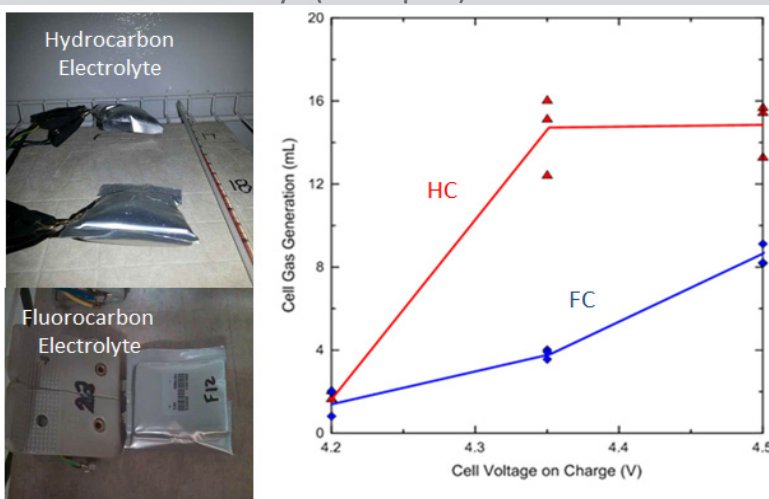 Hydrocarbon
Electrolyte
18
Fluorocarbon
Electrolyte
F12
20
16
12
8
4
0
Cell Gas Generation (mL)
HC
FC
4.2
4.3
4.4
4.5
Cell Voltage on Charge (V)